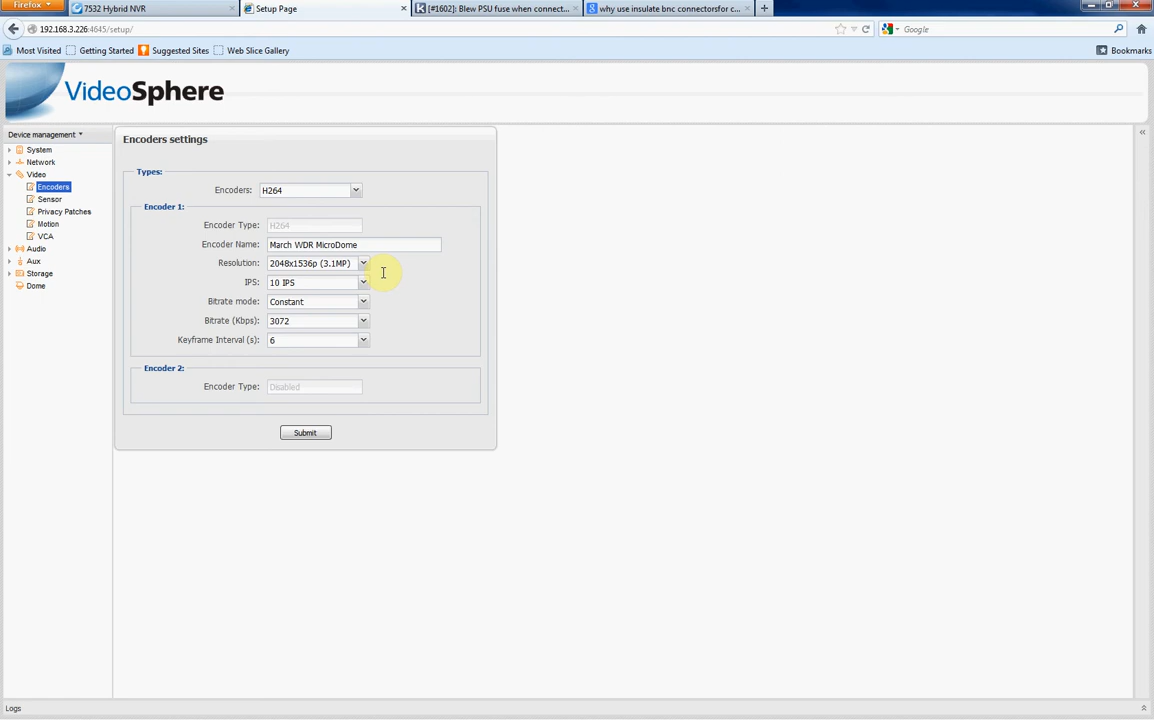 Firefox
7532 Hybrid NVR
Setup Page
[#1602]: Blew PSU fuse when connect...
why use insulate bnc connectorsfor c...
192.168.3.226:4645/setup/
Google
Most Visited
Getting Started
Suggested Sites
Web Slice Gallery
Bookmarks
VideoSphere
Device management
System
Network
Video
Encoders
Sensor
Privacy Patches
Motion
VCA
Audio
Aux
Storage
Dome
Encoders settings
Types:
Encoders: H264
Encoder 1:
Encoder Type: H264
Encoder Name: March WDR MicroDome
Resolution: 2048x1536p (3.1MP)
IPS: 10 IPS
Bitrate mode: Constant
Bitrate (Kbps): 3072
Keyframe Interval (s): 6
Encoder 2:
Encoder Type: Disabled
Submit
Logs